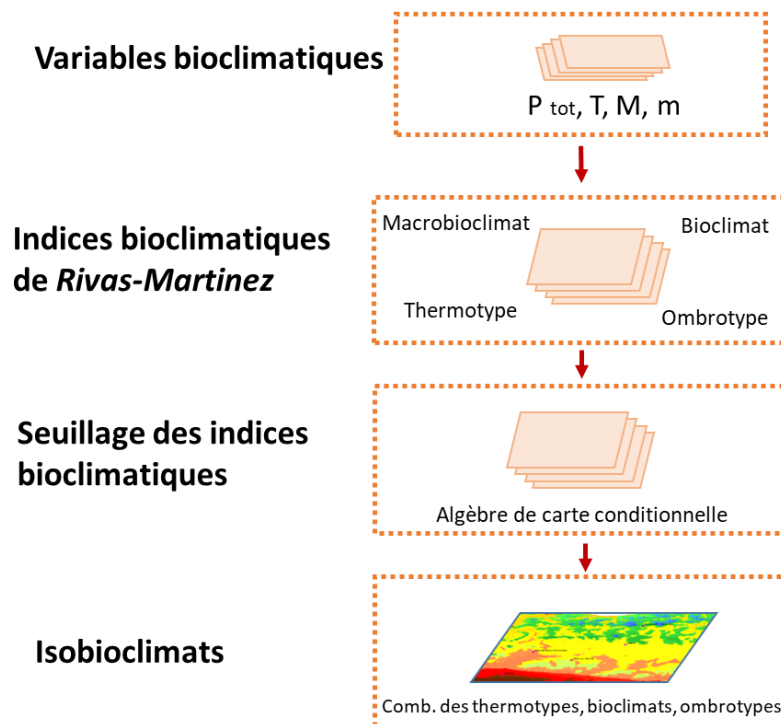 Variables bioclimatiques
P tot, T, M, m
Indices bioclimatiques
de Rivas-Martinez
Macrobioclimat
Bioclimat
Thermotype
Ombrotype
Seuillage des indices
bioclimatiques
Algèbre de carte conditionnelle
Isobioclimats
Comb. des thermotypes, bioclimats, ombrotypes